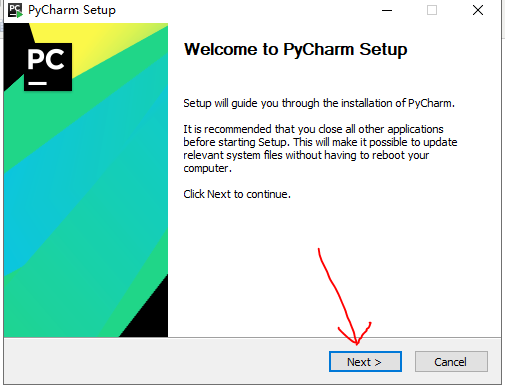 PyCharm Setup
PC
Welcome to PyCharm Setup
Setup will guide you through the installation of PyCharm.
It is recommended that you close all other applications
before starting Setup. This will make it possible to update
relevant system files without having to reboot your
computer.
Click Next to continue.
Next >
Cancel